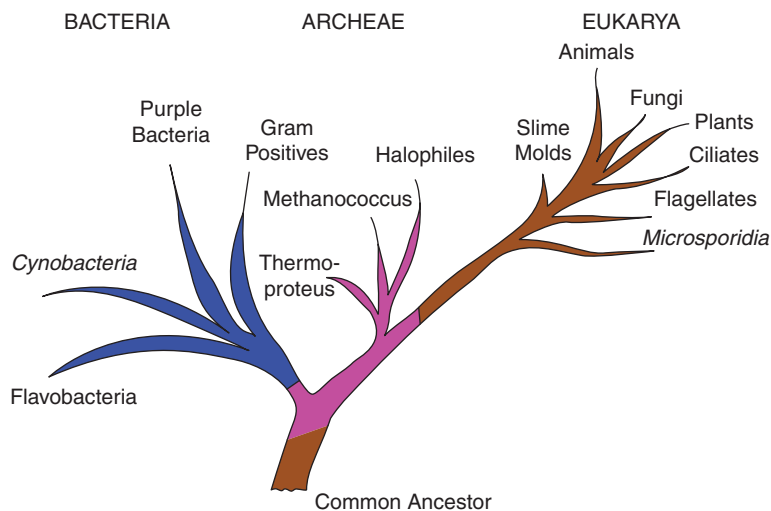 BACTERIA
ARCHEAE
EUKARYA
Animals
Purple
Bacteria
Gram
Positives
Halophiles
Slime
Molds
Fungi
Plants
Ciliates
Methanococcus
Flagellates
Cynobacteria
Thermo-
proteus
Microsporidia
Flavobacteria
Common Ancestor